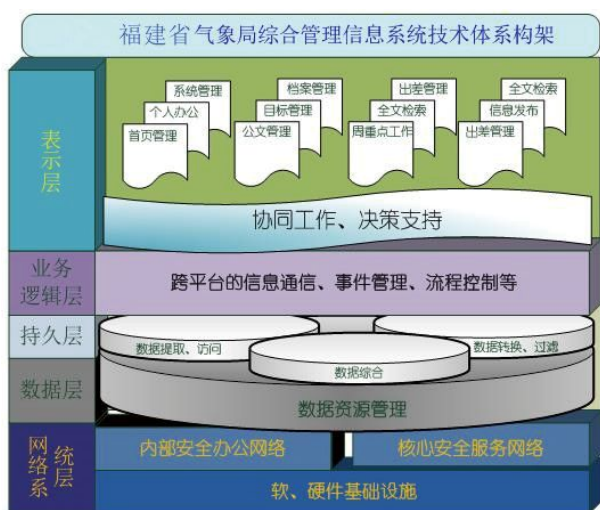 福建省气象局综合管理信息系统技术体系构架
表示层
系统管理
个人办公
首页管理
档案管理
目标管理
公文管理
出差管理
全文检索
周重点工作
全文检索
信息发布
出差管理
协同工作、决策支持
业务
逻辑层
跨平台的信息通信、事件管理、流程控制等
持久层
数据提取、访问
数据转换、过滤
数据综合
数据层
数据资源管理
网络系
统层
内部安全办公网络
核心安全服务网络
软、硬件基础设施